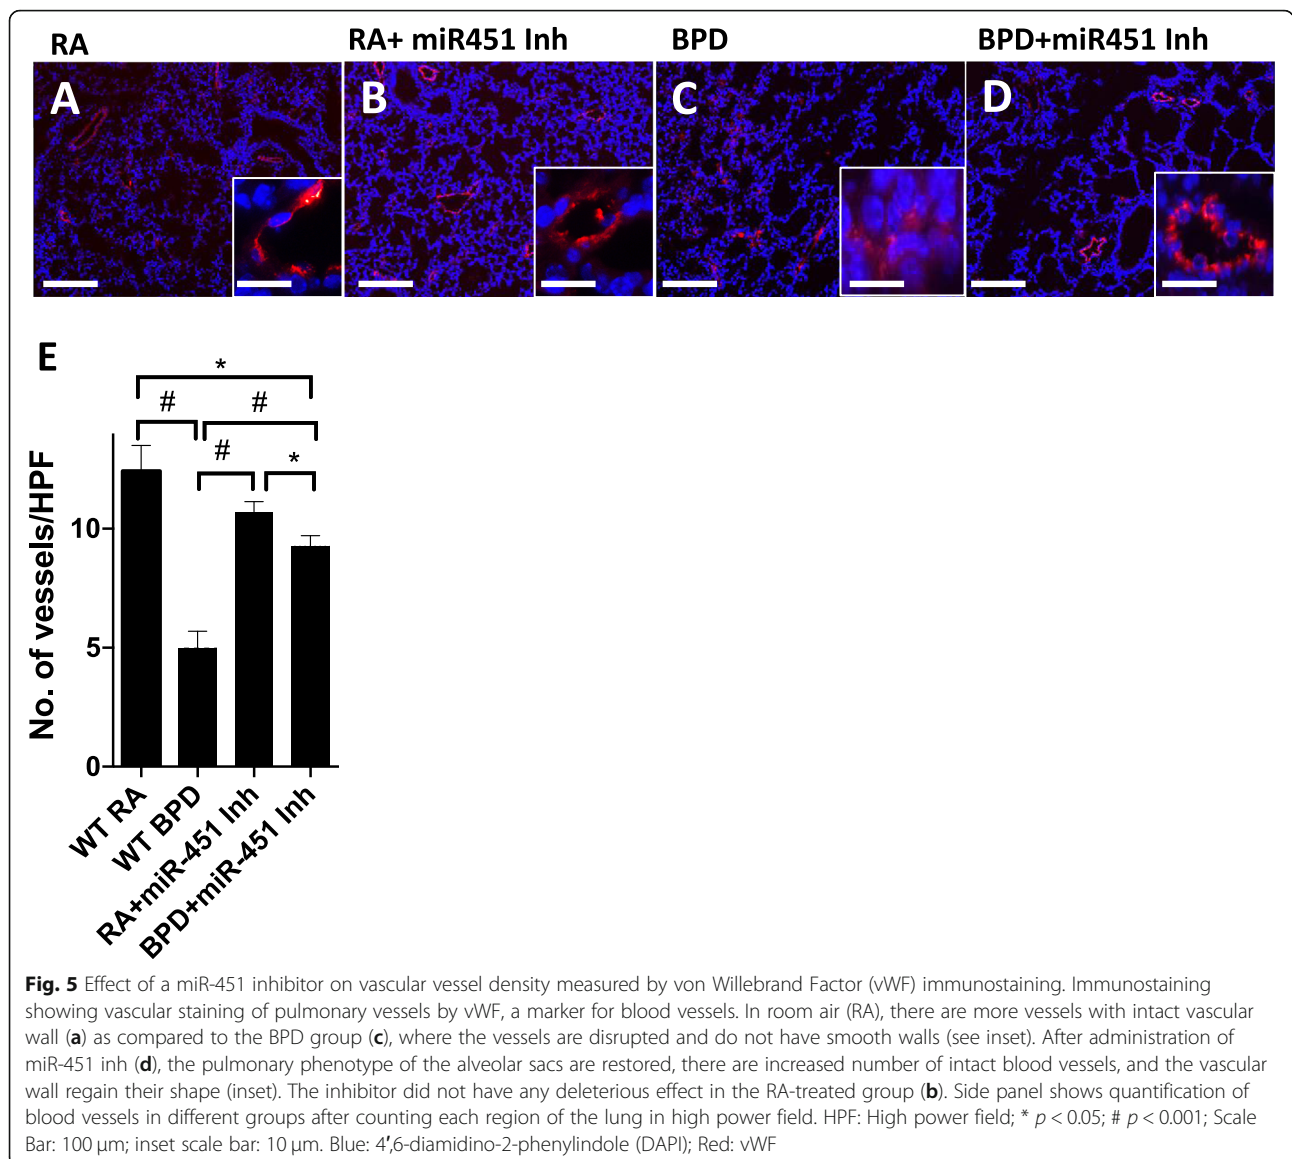 RA
RA+ miR451 Inh
BPD
BPD+miR451 Inh
A
B
C
D
E
*
#
#
#
*
No. of vessels/HPF
10
5
0
WT RA
WT BPD
RA+miR-451 Inh
BPD+miR-451 Inh
Fig. 5 Effect of a miR-451 inhibitor on vascular vessel density measured by von Willebrand Factor (vWF) immunostaining. Immunostaining
showing vascular staining of pulmonary vessels by vWF, a marker for blood vessels. In room air (RA), there are more vessels with intact vascular
wall (a) as compared to the BPD group (c), where the vessels are disrupted and do not have smooth walls (see inset). After administration of
miR-451 inh (d), the pulmonary phenotype of the alveolar sacs are restored, there are increased number of intact blood vessels, and the vascular
wall regain their shape (inset). The inhibitor did not have any deleterious effect in the RA-treated group (b). Side panel shows quantification of
blood vessels in different groups after counting each region of the lung in high power field. HPF: High power field; * p < 0.05; # p < 0.001; Scale
Bar: 100 μm; inset scale bar: 10 μm. Blue: 4′,6-diamidino-2-phenylindole (DAPI); Red: vWF